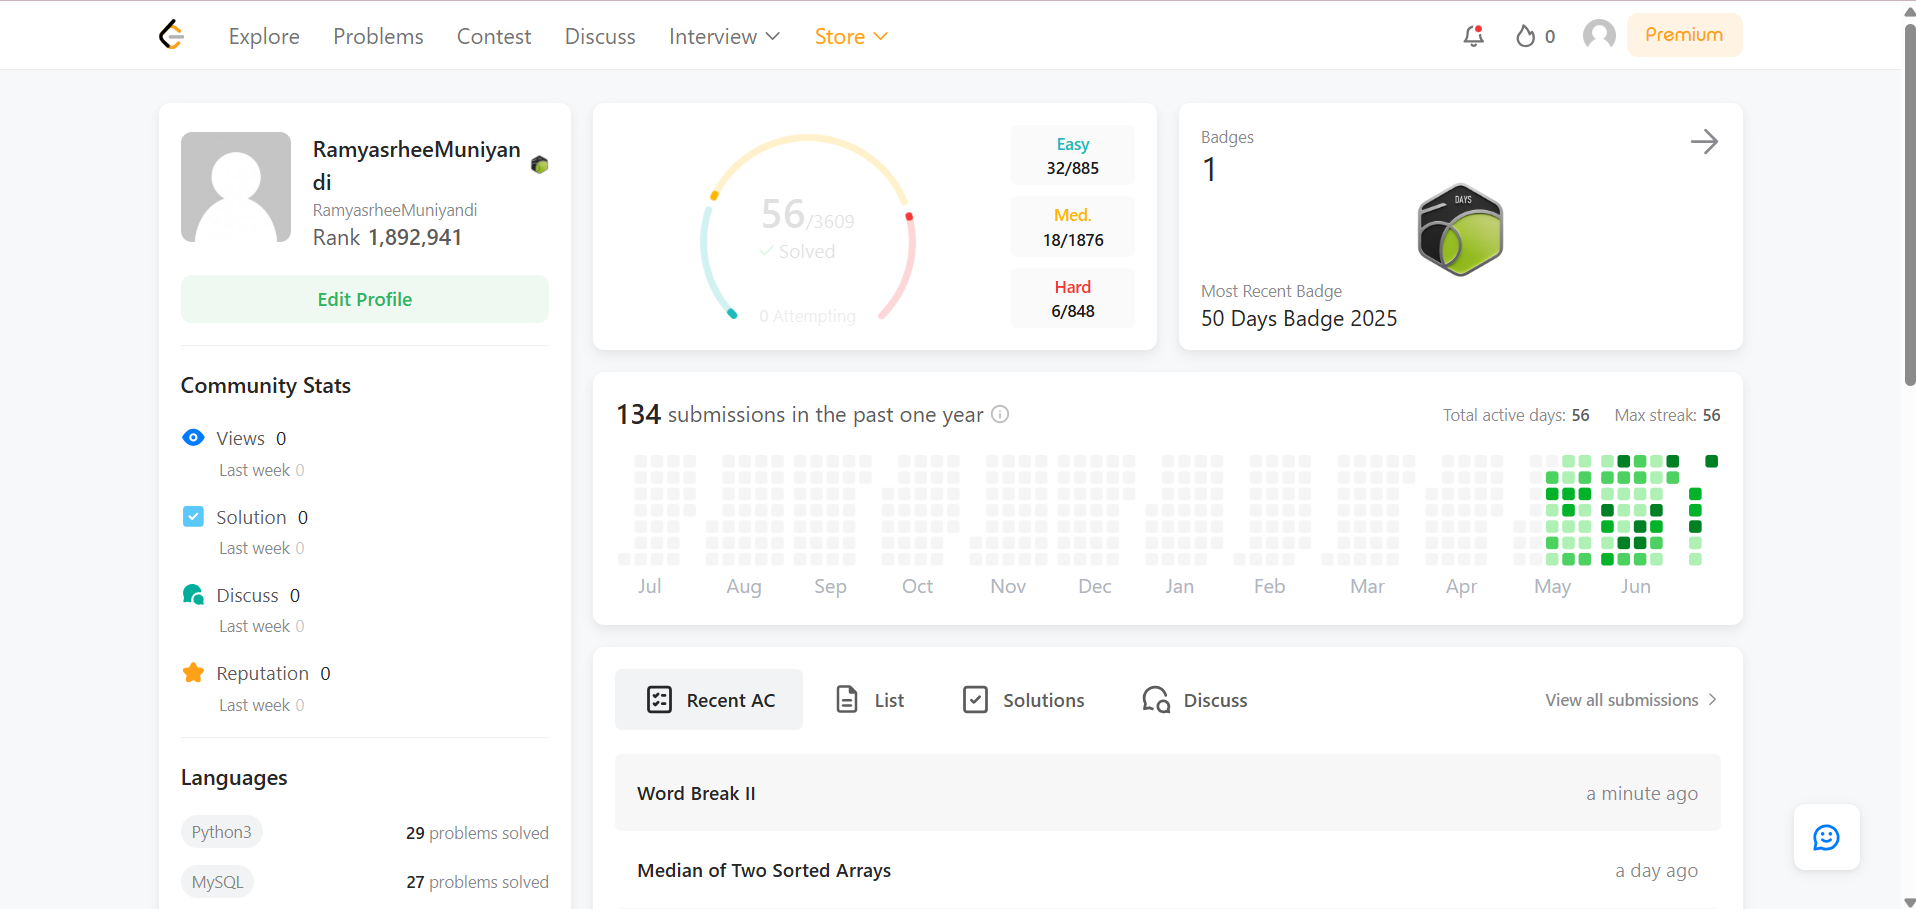 Explore Problems Contest Discuss Interview Store 0 Premium
RamyasrheeMuniyan
di
RamyasrheeMuniyandi
Rank 1,892,941
Edit Profile
Community Stats
Views 0
Last week 0
Solution 0
Last week 0
Discuss 0
Last week 0
Reputation 0
Last week 0
Languages
Python3 29 problems solved
MySQL 27 problems solved
56/3609
Solved
0 Attempting
Easy
32/885
Med.
18/1876
Hard
6/848
Badges
1
DAYS
Most Recent Badge
50 Days Badge 2025
134 submissions in the past one year Total active days: 56 Max streak: 56
Jul Aug Sep Oct Nov Dec Jan Feb Mar Apr May Jun
Recent AC List Solutions Discuss View all submissions
Word Break II a minute ago
Median of Two Sorted Arrays a day ago